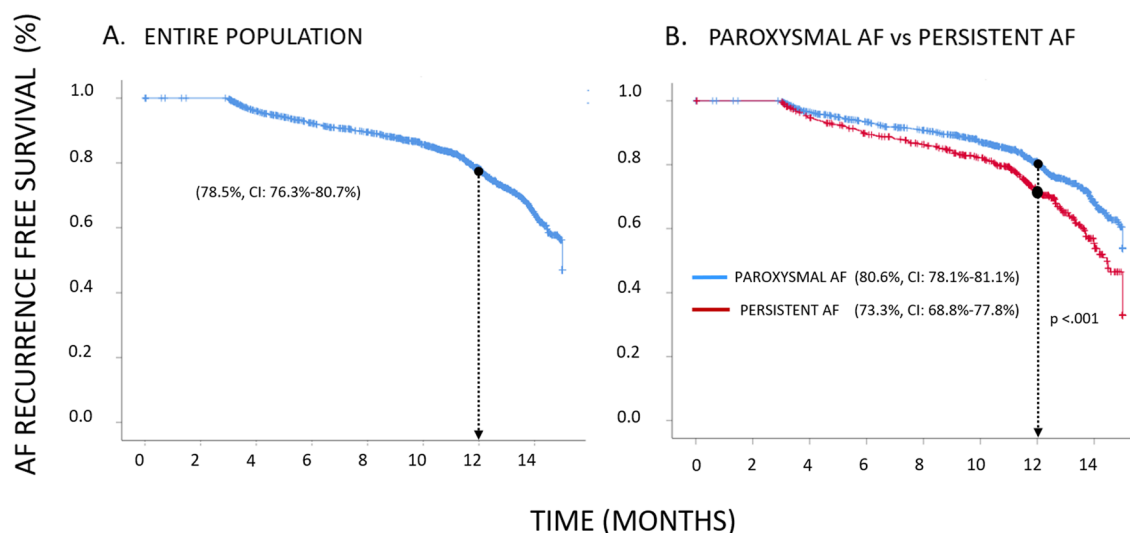 A. ENTIRE POPULATION
B. PAROXYSMAL AF vs PERSISTENT AF
AF RECURRENCE FREE SURVIVAL (%)
1.0
0.8
0.6
0.4
0.2
0.0
(78.5%, CI: 76.3%-80.7%)
0 2 4 6 8 10 12 14
1.0
0.8
0.6
0.4
0.2
0.0
PAROXYSMAL AF (80.6%, CI: 78.1%-81.1%)
PERSISTENT AF (73.3%, CI: 68.8%-77.8%)
p <.001
0 2 4 6 8 10 12 14
TIME (MONTHS)